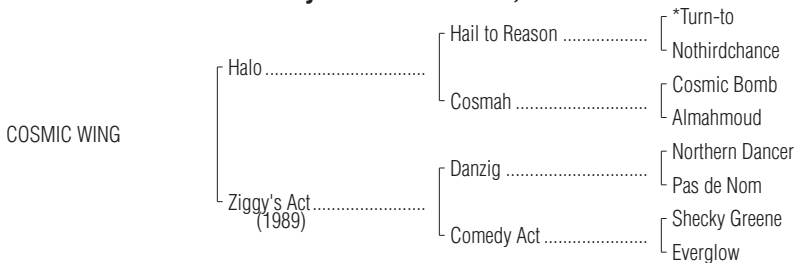 *Turn-to
Hail to Reason ..................
Nothirdchance
Halo ..................................
Cosmic Bomb
Cosmah .............................
Almahmoud
COSMIC WING
Northern Dancer
Danzig ..............................
Pas de Nom
Ziggy's Act ........................
(1989)
Shecky Greene
Comedy Act ......................
Everglow